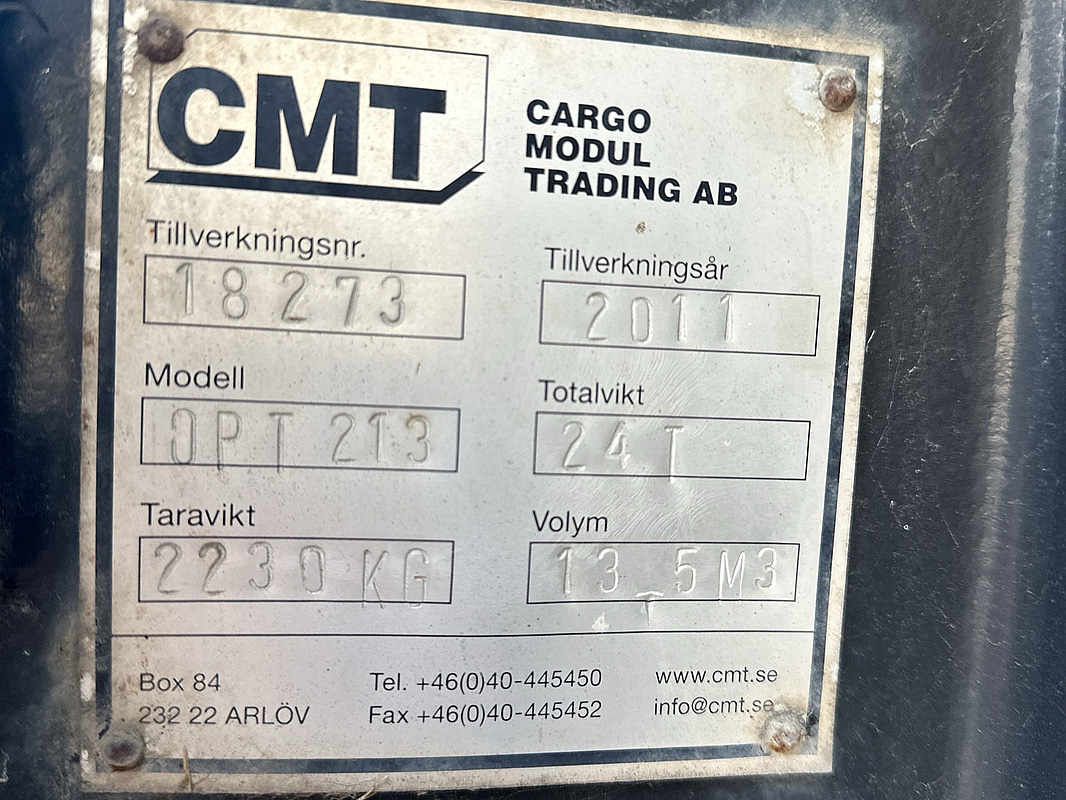 CMT
CARGO
MODUL
TRADING AB
Tillverkningsnr.
18273
Tillverkningsår
2011
Modell
OPT 213
Totalvikt
24 T
Taravikt
2230 KG
Volym
13 5 M3
Box 84
232 22 ARLÖV
Tel. +46(0)40-445450
Fax +46(0)40-445452
www.cmt.se
info@cmt.se